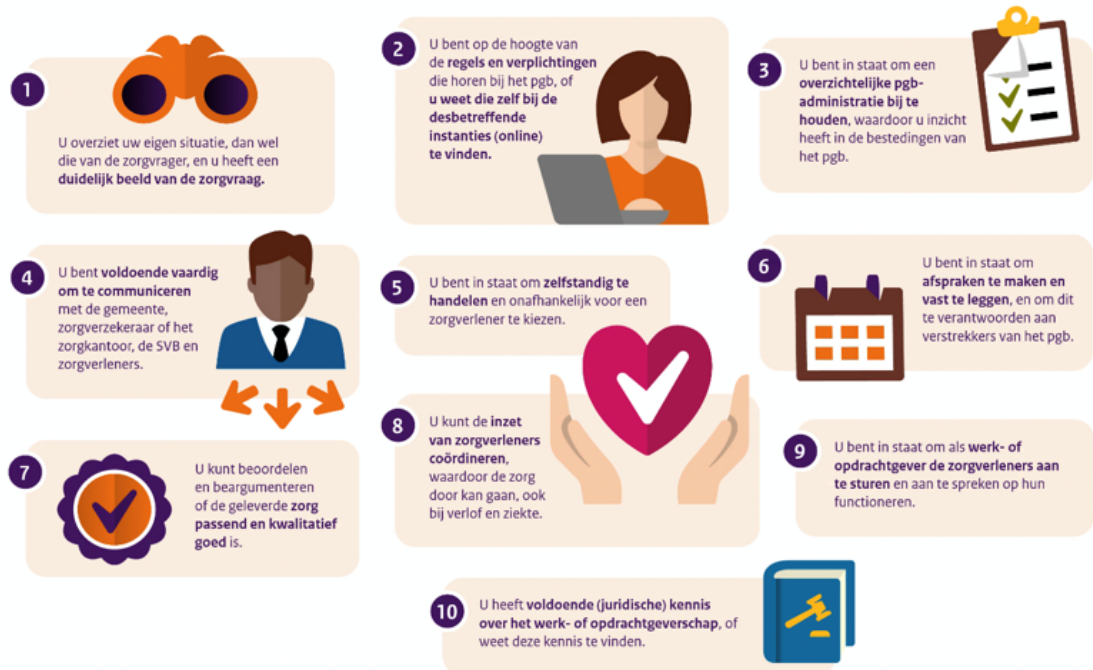 1
U overziet uw eigen situatie, dan wel
die van de zorgvrager, en u heeft een
duidelijk beeld van de zorgvraag.
2
U bent op de hoogte van
de regels en verplichtingen
die horen bij het pgb, of
u weet die zelf bij de
desbetreffende
instanties (online)
te vinden.
3
U bent in staat om een
overzichtelijke pgb-
administratie bij te
houden, waardoor u inzicht
heeft in de bestedingen van
het pgb.
4
U bent voldoende vaardig
om te communiceren
met de gemeente,
zorgverzekeraar of het
zorgkantoor, de SVB en
zorgverleners.
5
U bent in staat om zelfstandig te
handelen en onafhankelijk voor een
zorgverlener te kiezen.
6
U bent in staat om
afspraken te maken en
vast te leggen, en om dit
te verantwoorden aan
verstrekkers van het pgb.
7
U kunt beoordelen
en beargumenteren
of de geleverde zorg
passend en kwalitatief
goed is.
8
U kunt de inzet
van zorgverleners
coördineren,
waardoor de zorg
door kan gaan, ook
bij verlof en ziekte.
9
U bent in staat om als werk- of
opdrachtgever de zorgverleners aan
te sturen en aan te spreken op hun
functioneren.
10
U heeft voldoende (juridische) kennis
over het werk- of opdrachtgeverschap, of
weet deze kennis te vinden.